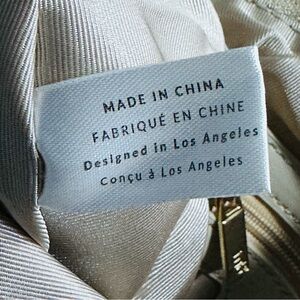 MADE IN CHINA
FABRIQUÉ EN CHINE
Designed in Los Angeles
Conçu à Los Angeles